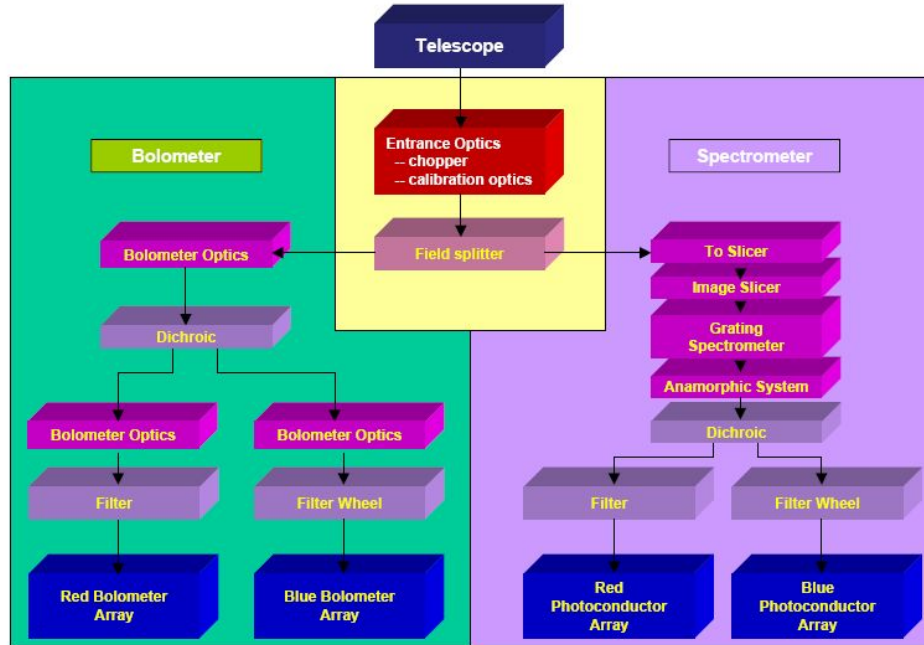 Telescope
Entrance Optics
-- chopper
-- calibration optics
Bolometer
Spectrometer
Field splitter
Bolometer Optics
To Slicer
Image Slicer
Dichroic
Grating
Spectrometer
Anamorphic System
Bolometer Optics
Bolometer Optics
Dichroic
Filter
Filter Wheel
Filter
Filter Wheel
Red Bolometer
Array
Blue Bolometer
Array
Red
Photoconductor
Array
Blue
Photoconductor
Array